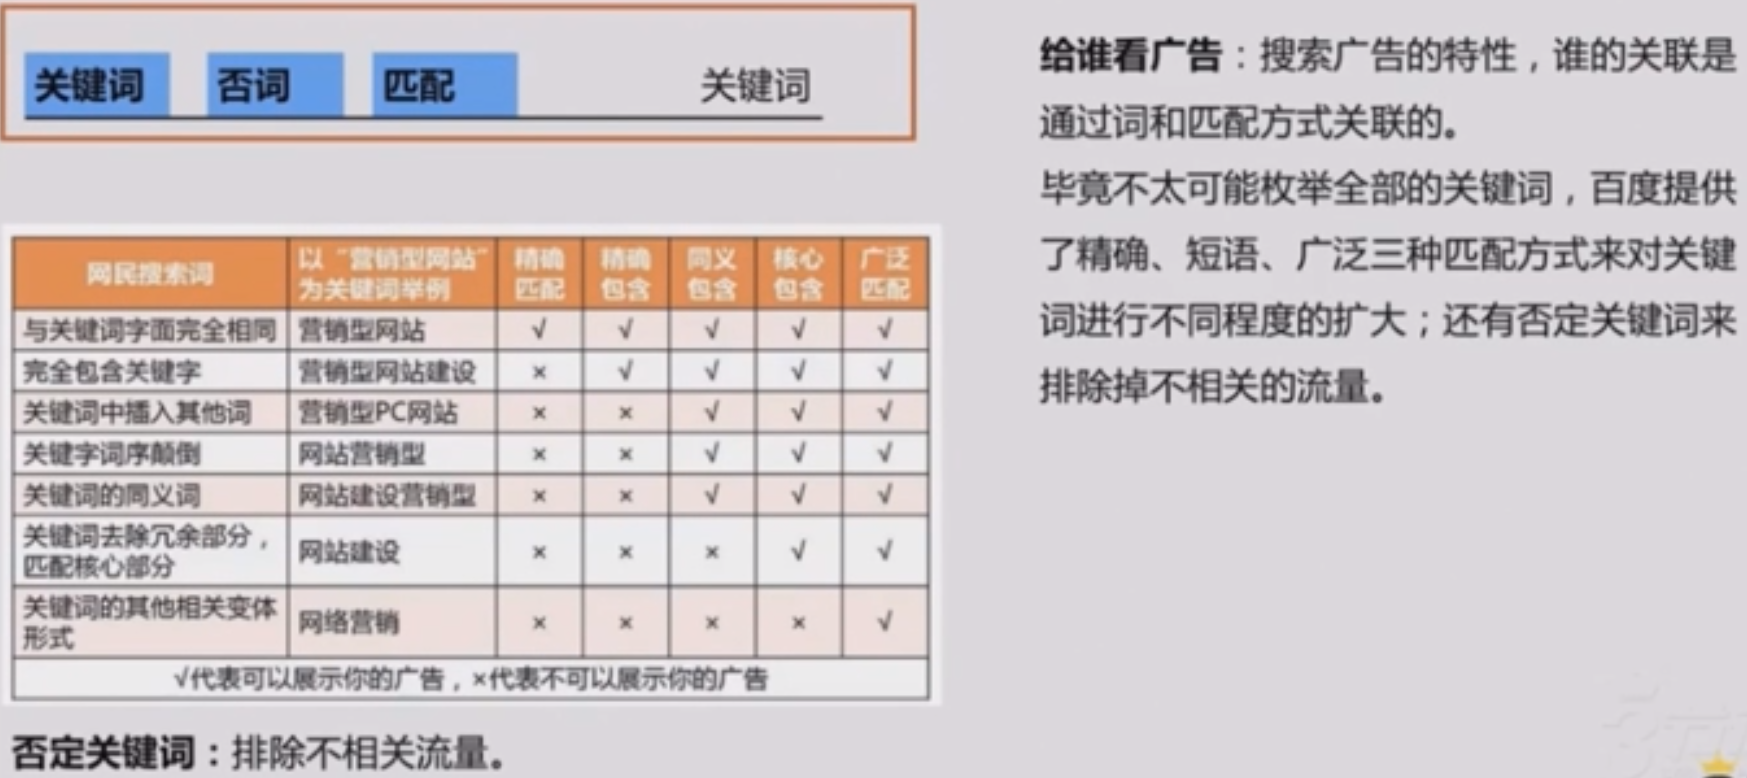 关键词 否词 匹配 关键词
给谁看广告：搜索广告的特性，谁的关联是
通过词和匹配方式关联的。
毕竟不太可能枚举全部的关键词，百度提供
了精确、短语、广泛三种匹配方式来对关键
词进行不同程度的扩大；还有否定关键词来
排除掉不相关的流量。
网民搜索词 以“营销型网站”为关键词举例 精确匹配 精确包含 同义包含 核心包含 广泛匹配
与关键词字面完全相同 营销型网站 √ √ √ √ √
完全包含关键字 营销型网站建设 × √ √ √ √
关键词中插入其他词 营销型PC网站 × × √ √ √
关键字词序颠倒 网站营销型 × × √ √ √
关键词的同义词 网站建设营销型 × × √ √ √
关键词去除冗余部分，匹配核心部分 网站建设 × × × √ √
关键词的其他相关变体形式 网络营销 × × × × √
√代表可以展示你的广告，×代表不可以展示你的广告
否定关键词：排除不相关流量。